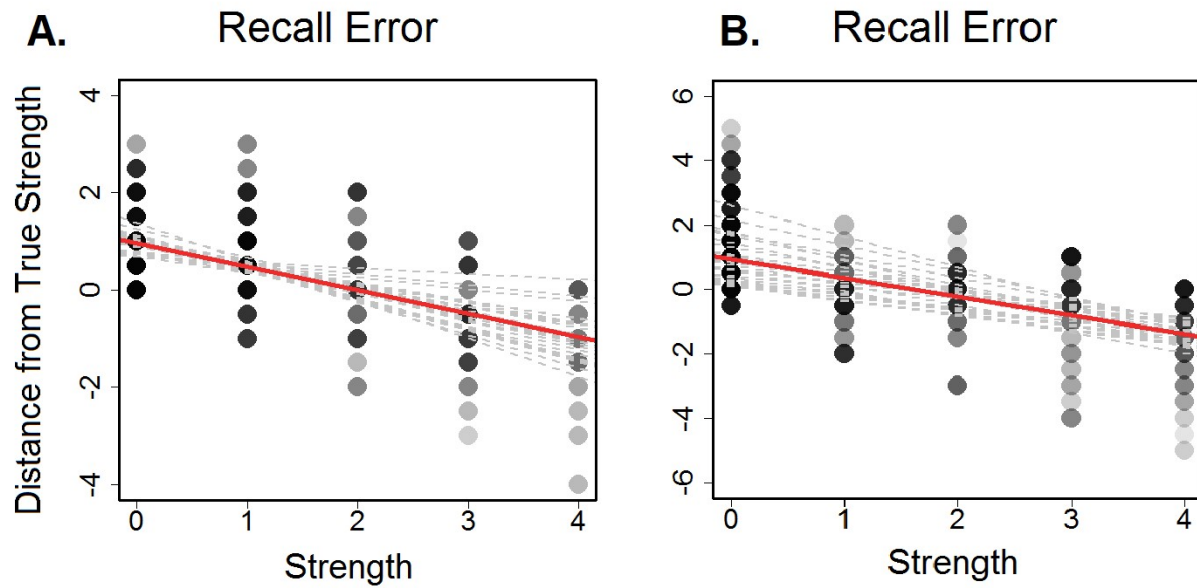 A. Recall Error
Distance from True Strength
4
2
0
-2
-4
0 1 2 3 4
Strength
B. Recall Error
6
4
2
0
-2
-4
-6
0 1 2 3 4
Strength